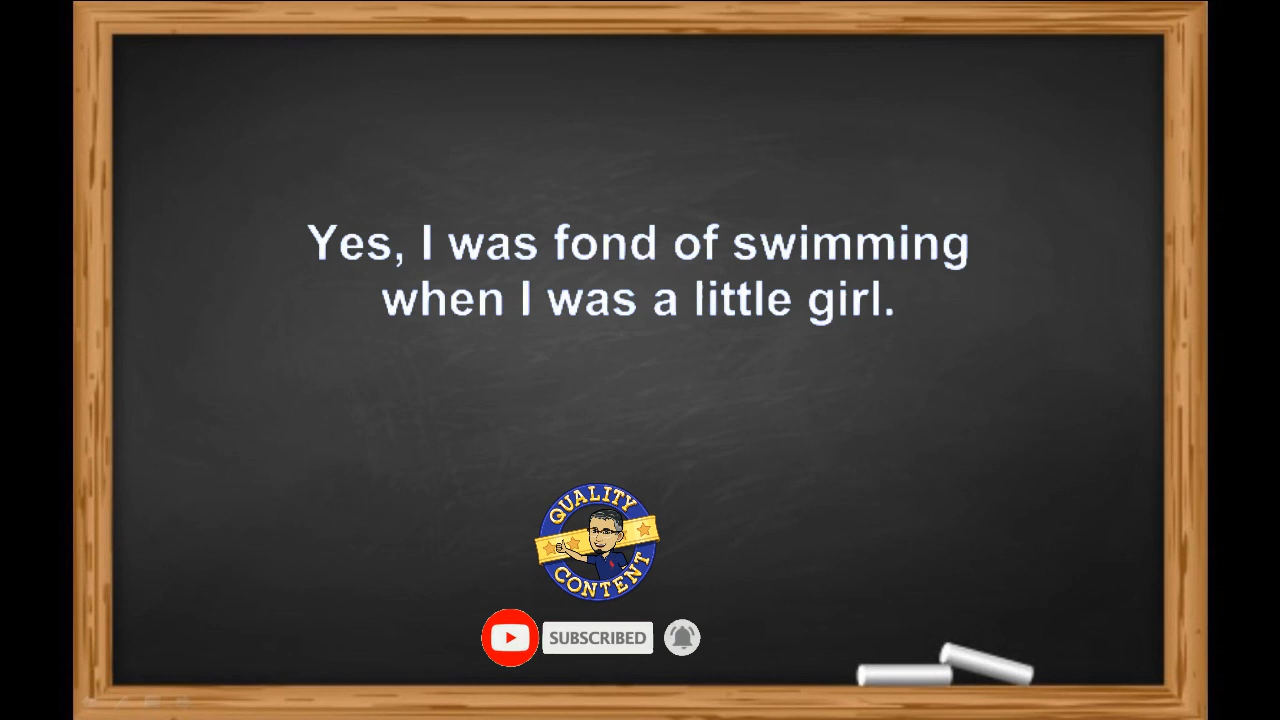 Yes, I was fond of swimming
when I was a little girl.
QUALITY
CONTENT
SUBSCRIBED